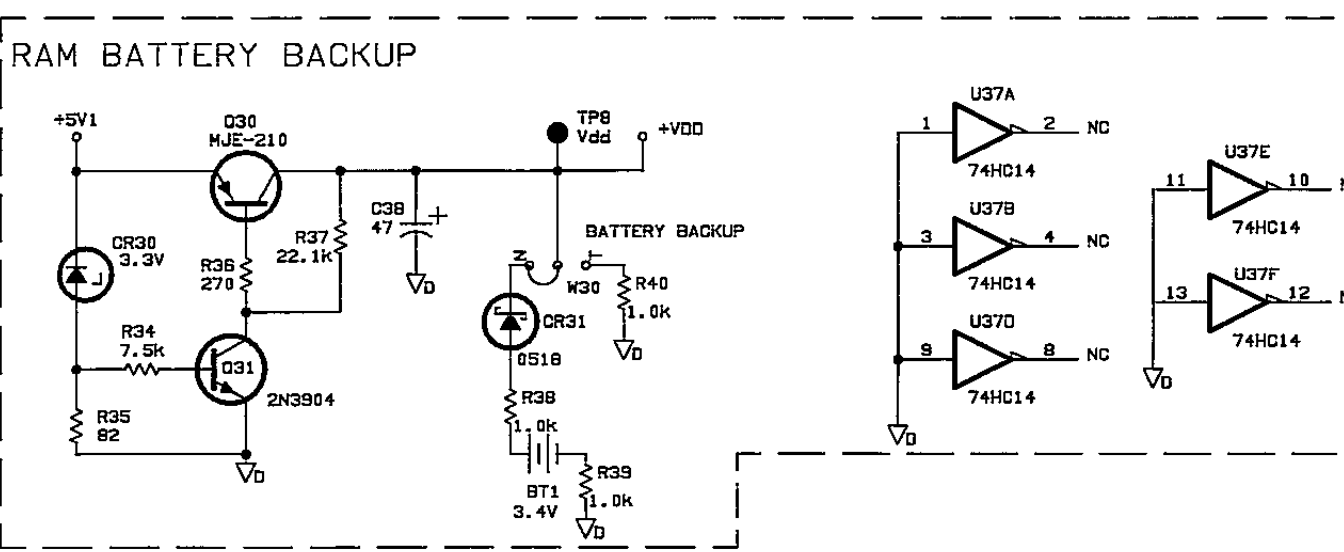 RAM BATTERY BACKUP
+5V1
Q30
MJE-210
TP8
Vdd
+VDD
CR30
3.3V
R36
270
R37
22.1k
C38
47
+
BATTERY BACKUP
N
T
W30
R40
1.0k
D
D
R34
7.5k
Q31
2N3904
CR31
0518
R35
82
D
R38
1.0k
BT1
3.4V
R39
1.0k
D
U37A
1
2
NC
74HC14
U37B
3
4
NC
74HC14
U37D
9
8
NC
74HC14
D
U37E
11
10
74HC14
U37F
13
12
74HC14
D